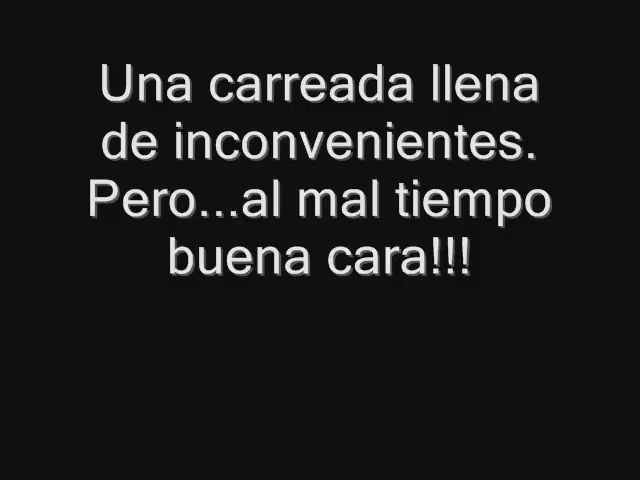 Una carreada llena
de inconvenientes.
Pero...al mal tiempo
buena cara!!!